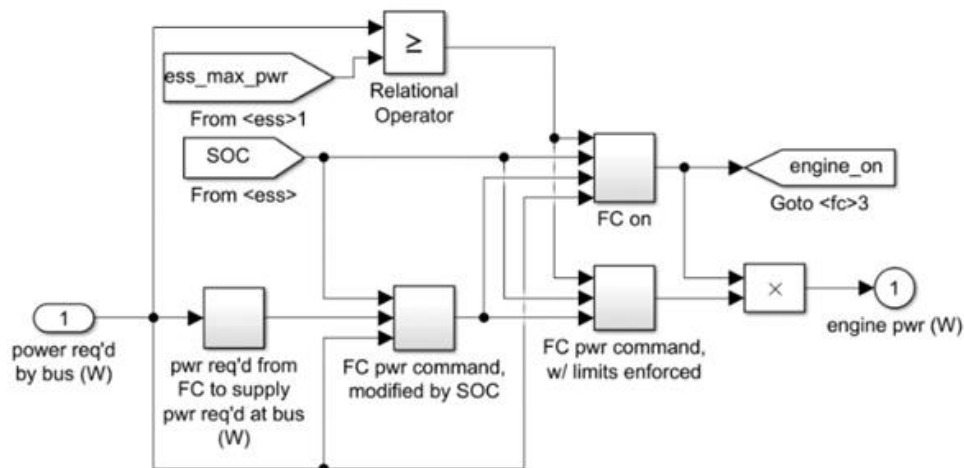 ess_max_pwr
From <ess>1
≥
Relational
Operator
SOC
From <ess>
FC on
engine_on
Goto <fc>3
1
power req'd
by bus (W)
pwr req'd from
FC to supply
pwr req'd at bus
(W)
FC pwr command,
modified by SOC
FC pwr command,
w/ limits enforced
×
1
engine pwr (W)